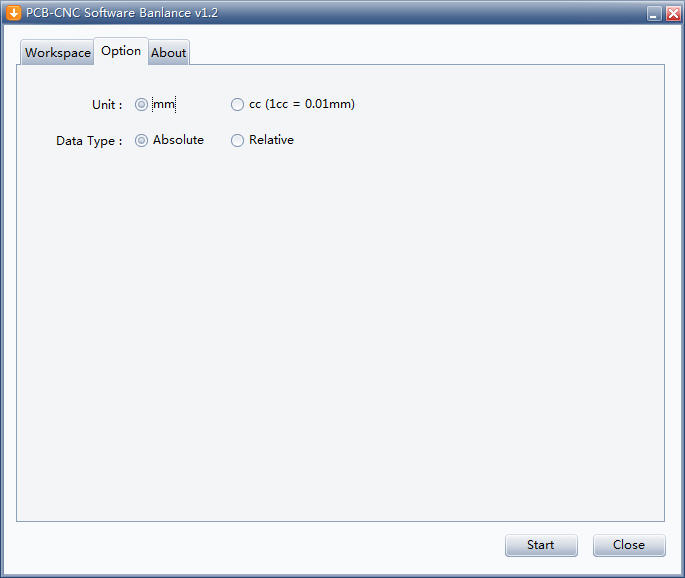 PCB-CNC Software Banlance v1.2
Workspace Option About
Unit : mm cc (1cc = 0.01mm)
Data Type : Absolute Relative
Start Close